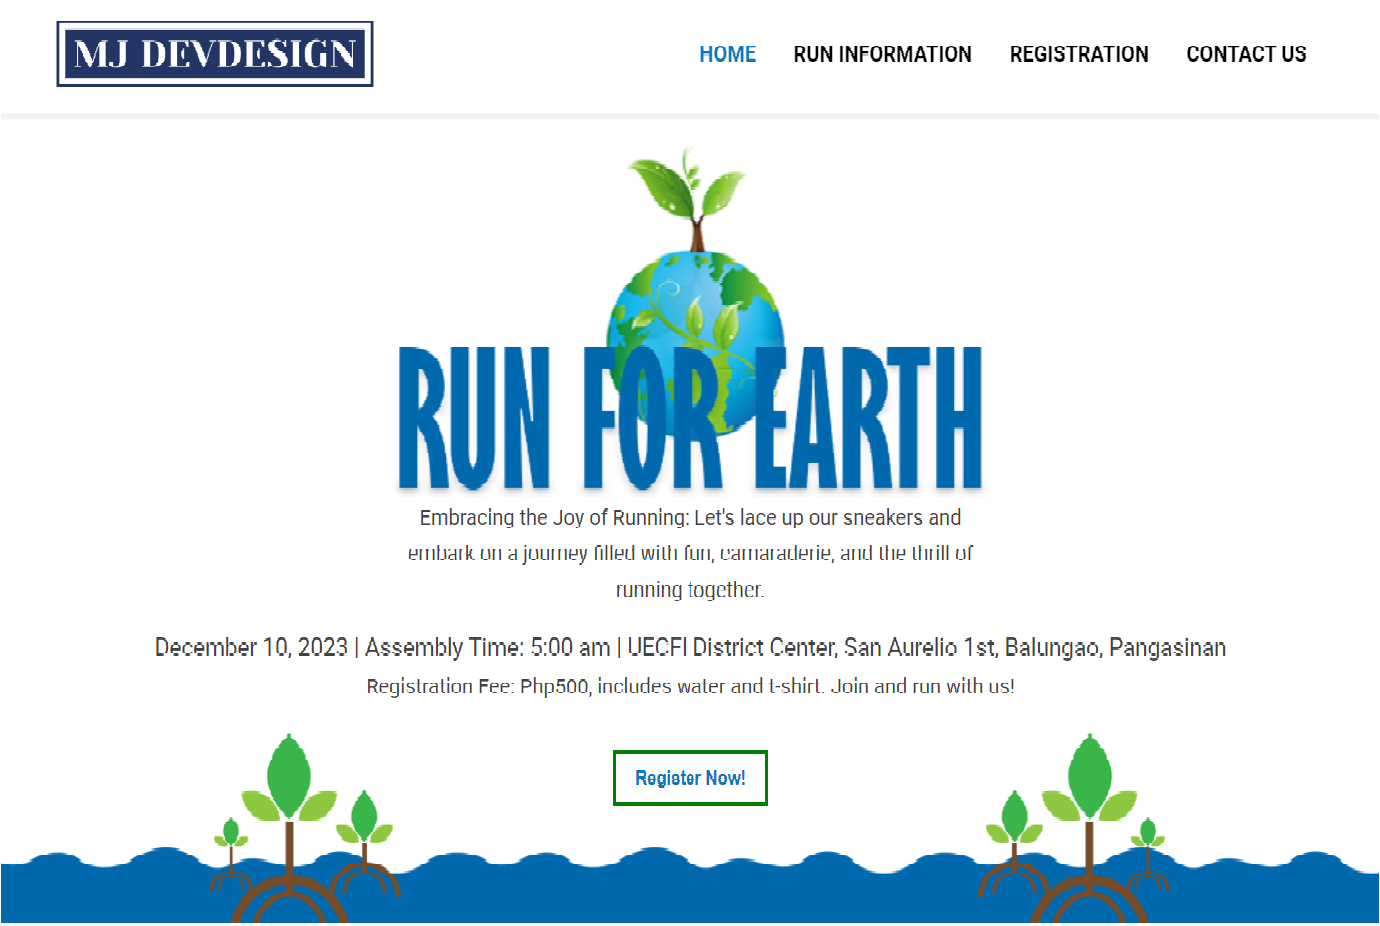 MJ DEVDESIGN
HOME RUN INFORMATION REGISTRATION CONTACT US
RUN FOR EARTH
Embracing the Joy of Running: Let's lace up our sneakers and
embark on a journey filled with fun, camaraderie, and the thrill of
running together.
December 10, 2023 | Assembly Time: 5:00 am | UECFI District Center, San Aurelio 1st, Balungao, Pangasinan
Registration Fee: Php500, includes water and t-shirt. Join and run with us!
Register Now!